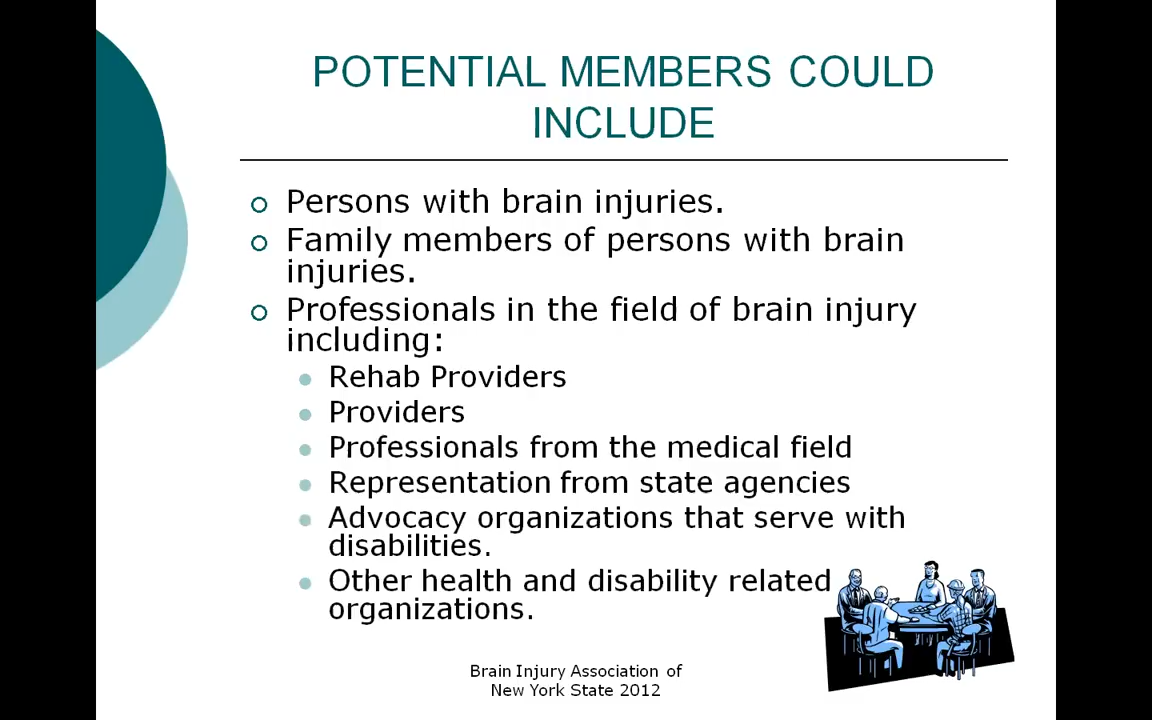 POTENTIAL MEMBERS COULD
INCLUDE
Persons with brain injuries.
Family members of persons with brain
injuries.
Professionals in the field of brain injury
including:
Rehab Providers
Providers
Professionals from the medical field
Representation from state agencies
Advocacy organizations that serve with
disabilities.
Other health and disability related
organizations.
Brain Injury Association of
New York State 2012